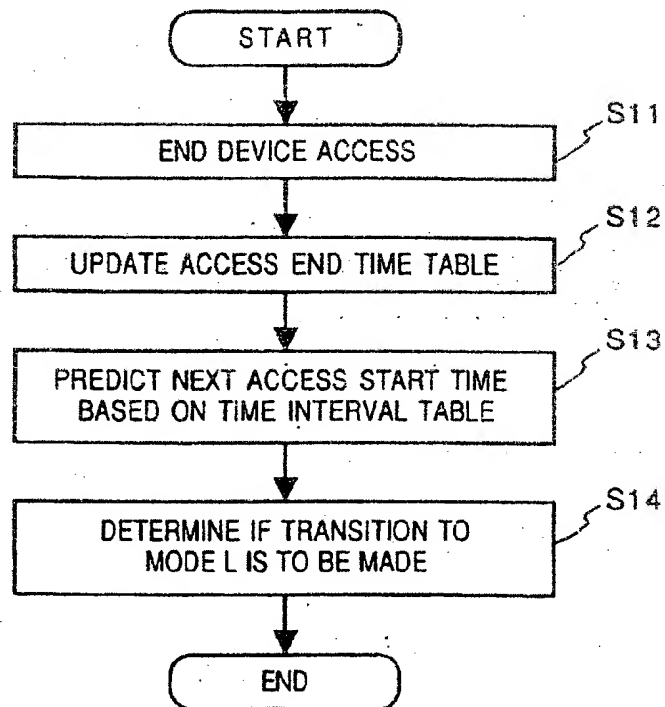 START
S11
END DEVICE ACCESS
S12
UPDATE ACCESS END TIME TABLE
S13
PREDICT NEXT ACCESS START TIME
BASED ON TIME INTERVAL TABLE
S14
DETERMINE IF TRANSITION TO
MODE L IS TO BE MADE
END